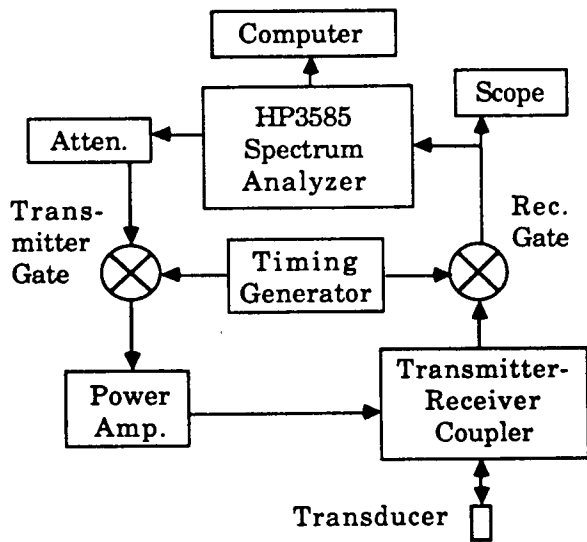 Computer
Scope
HP3585
Spectrum
Analyzer
Atten.
Trans-
mitter
Gate
Rec.
Gate
Timing
Generator
Power
Amp.
Transmitter-
Receiver
Coupler
Transducer